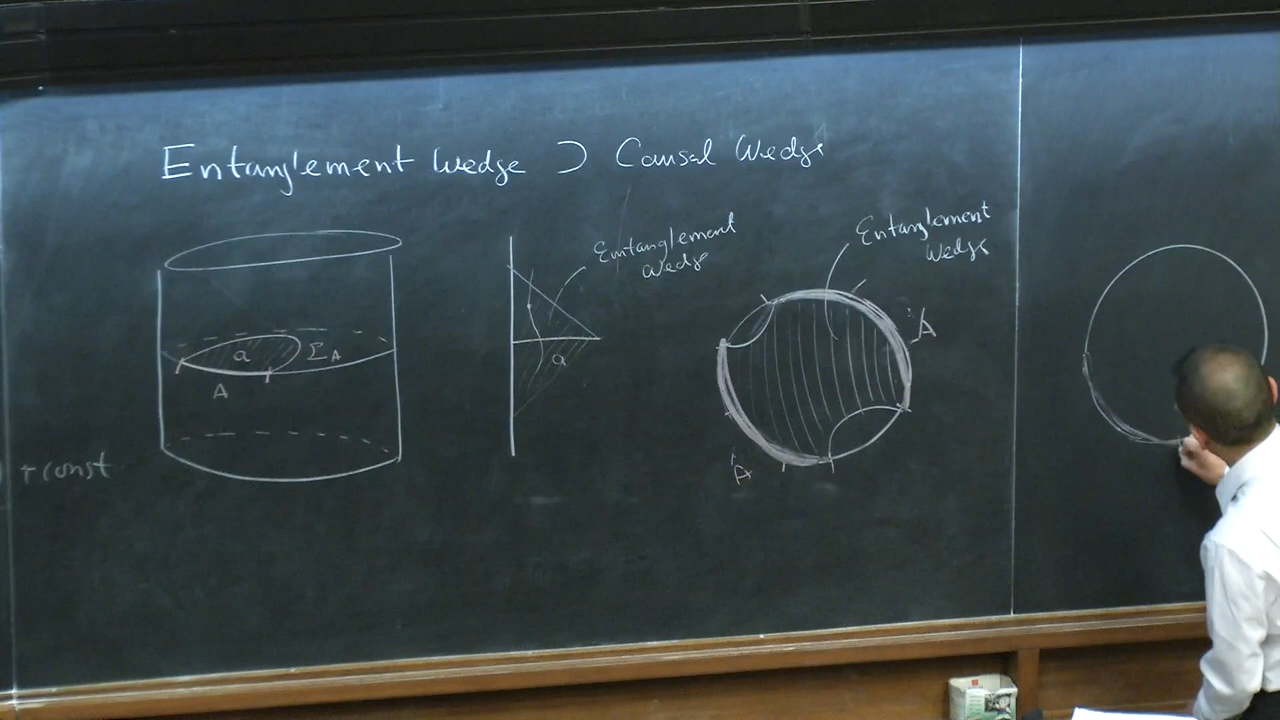 Entanglement Wedge ⊃ Causal Wedge
Entanglement
Wedge
Entanglement
Wedge
a
Σ_A
A
a
A
A
+ const